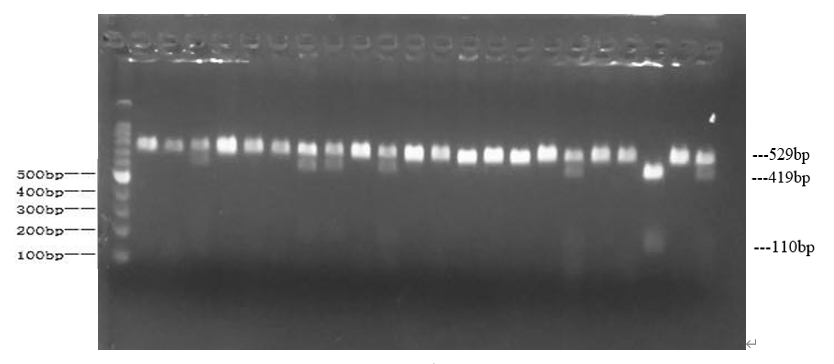 500bp——
400bp——
300bp——
200bp——
100bp——
---529bp
---419bp
---110bp